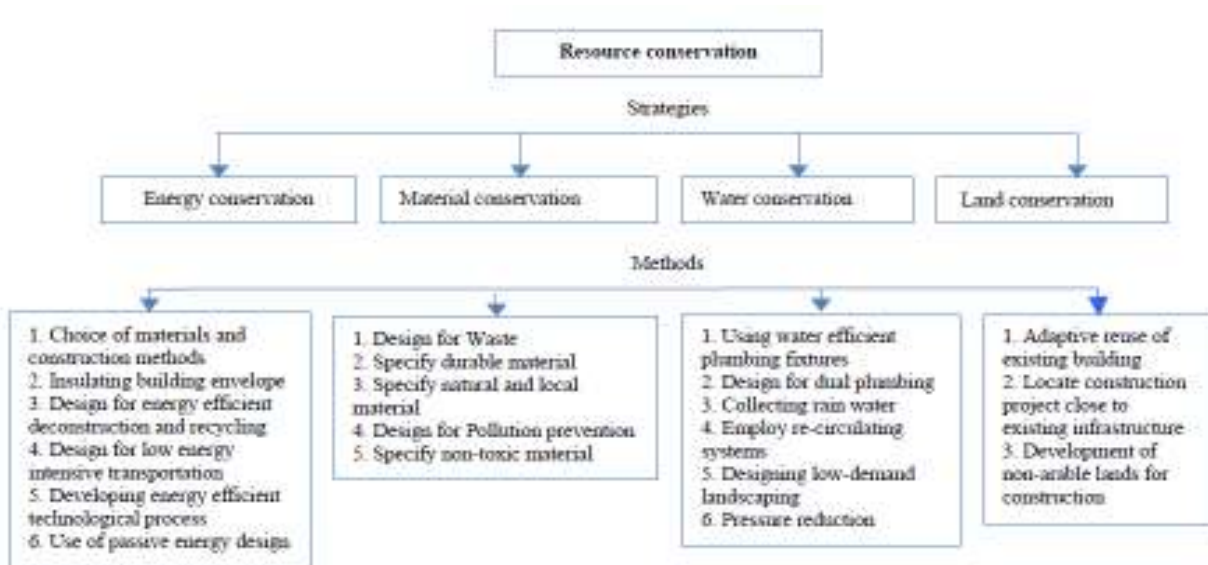 Resource conservation
Strategies
Energy conservation
Material conservation
Water conservation
Land conservation
Methods
1. Choice of materials and
construction methods
2. Insulating building envelope
3. Design for energy efficient
deconstruction and recycling
4. Design for low energy
intensive transportation
5. Developing energy efficient
technological process
6. Use of passive energy design
1. Design for Waste
2. Specify durable material
3. Specify natural and local
material
4. Design for Pollution prevention
5. Specify non-toxic material
1. Using water efficient
plumbing fixtures
2. Design for dual plumbing
3. Collecting rain water
4. Employ re-circulating
systems
5. Designing low-demand
landscaping
6. Pressure reduction
1. Adaptive reuse of
existing building
2. Locate construction
project close to
existing infrastructure
3. Development of
non-arable lands for
construction